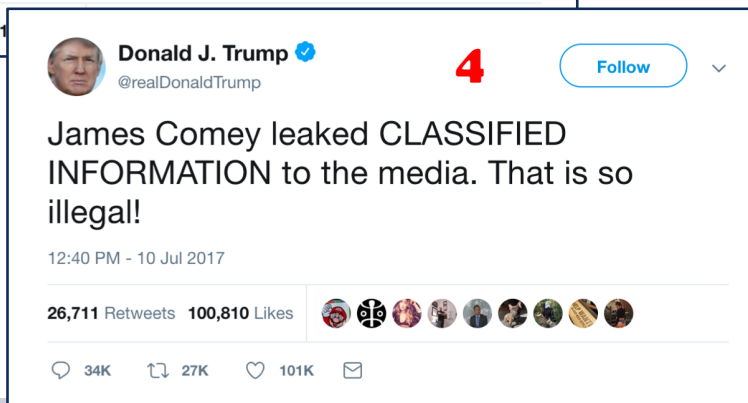 1
Donald J. Trump
@realDonaldTrump
4
Follow
James Comey leaked CLASSIFIED
INFORMATION to the media. That is so
illegal!
12:40 PM - 10 Jul 2017
26,711 Retweets 100,810 Likes
34K 27K 101K